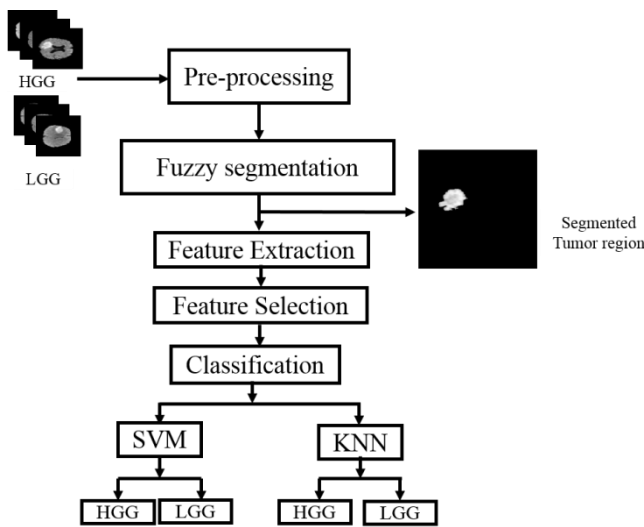 HGG
Pre-processing
LGG
Fuzzy segmentation
Segmented
Tumor region
Feature Extraction
Feature Selection
Classification
SVM
KNN
HGG
LGG
HGG
LGG